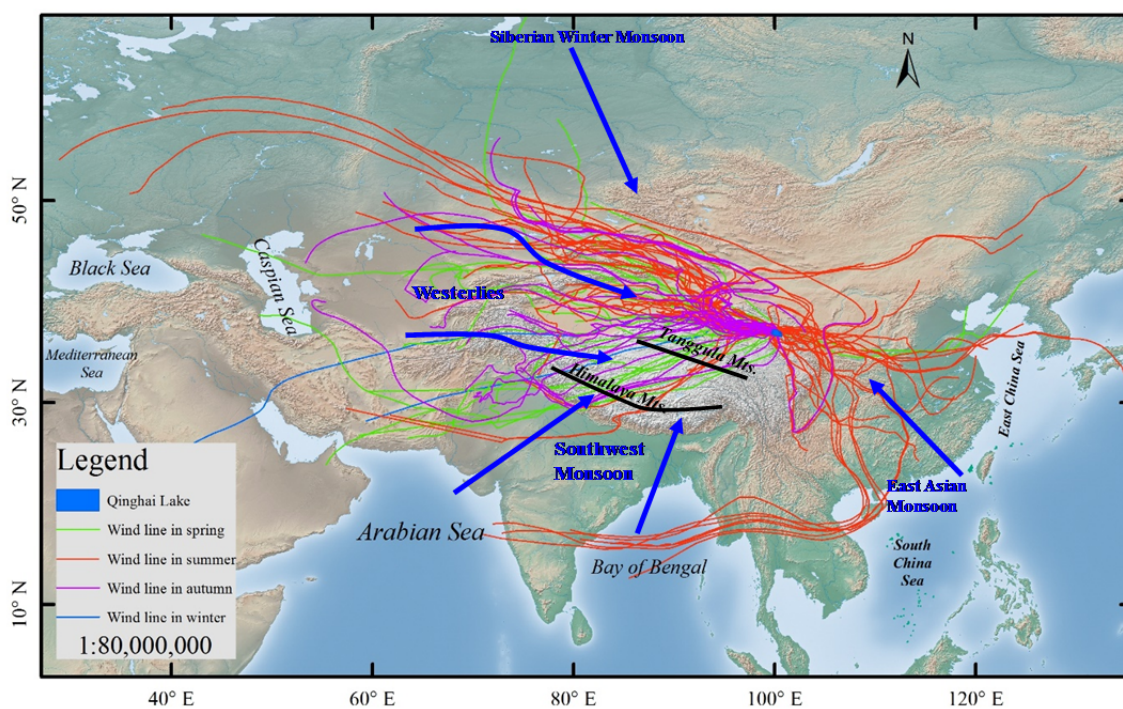 Siberian Winter Monsoon
N
50° N
30° N
10° N
Black Sea
Caspian Sea
Mediterranean
Sea
Westerlies
Tanggula Mts.
Himalaya Mts.
Southwest
Monsoon
East Asian
Monsoon
East China Sea
South
China
Sea
Arabian Sea
Bay of Bengal
Legend
Qinghai Lake
Wind line in spring
Wind line in summer
Wind line in autumn
Wind line in winter
1:80,000,000
40° E
60° E
80° E
100° E
120° E